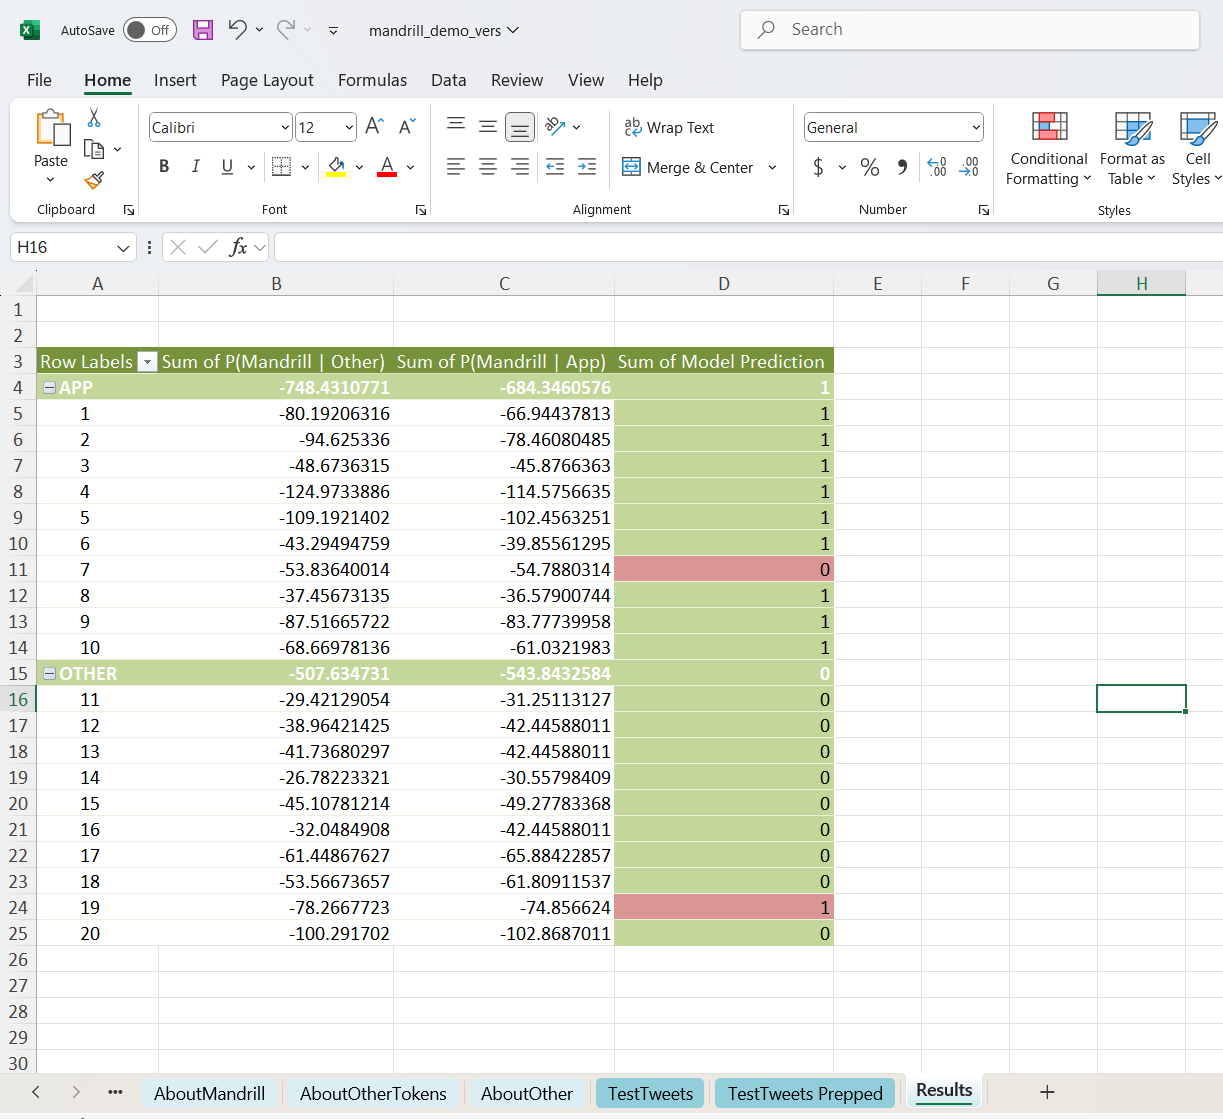 AutoSave Off mandrill_demo_vers Search
File Home Insert Page Layout Formulas Data Review View Help
Paste
Calibri 12 A A
B I U A
ab Wrap Text
Merge & Center
General
$ % 9 .00 .00
Conditional Formatting
Format as Table
Cell Styles
Clipboard Font Alignment Number Styles
H16 fx
A B C D E F G H
1
2
3 Row Labels Sum of P(Mandrill | Other) Sum of P(Mandrill | App) Sum of Model Prediction
4 APP -748.4310771 -684.3460576 1
5 1 -80.19206316 -66.94437813 1
6 2 -94.625336 -78.46080485 1
7 3 -48.6736315 -45.8766363 1
8 4 -124.9733886 -114.5756635 1
9 5 -109.1921402 -102.4563251 1
10 6 -43.29494759 -39.85561295 1
11 7 -53.83640014 -54.7880314 0
12 8 -37.45673135 -36.57900744 1
13 9 -87.51665722 -83.77739958 1
14 10 -68.66978136 -61.0321983 1
15 OTHER -507.634731 -543.8432584 0
16 11 -29.42129054 -31.25113127 0
17 12 -38.96421425 -42.44588011 0
18 13 -41.73680297 -42.44588011 0
19 14 -26.78223321 -30.55798409 0
20 15 -45.10781214 -49.27783368 0
21 16 -32.0484908 -42.44588011 0
22 17 -61.44867627 -65.88422857 0
23 18 -53.56673657 -61.80911537 0
24 19 -78.2667723 -74.856624 1
25 20 -100.291702 -102.8687011 0
26
27
28
29
30
AboutMandrill AboutOtherTokens AboutOther TestTweets TestTweets Prepped Results